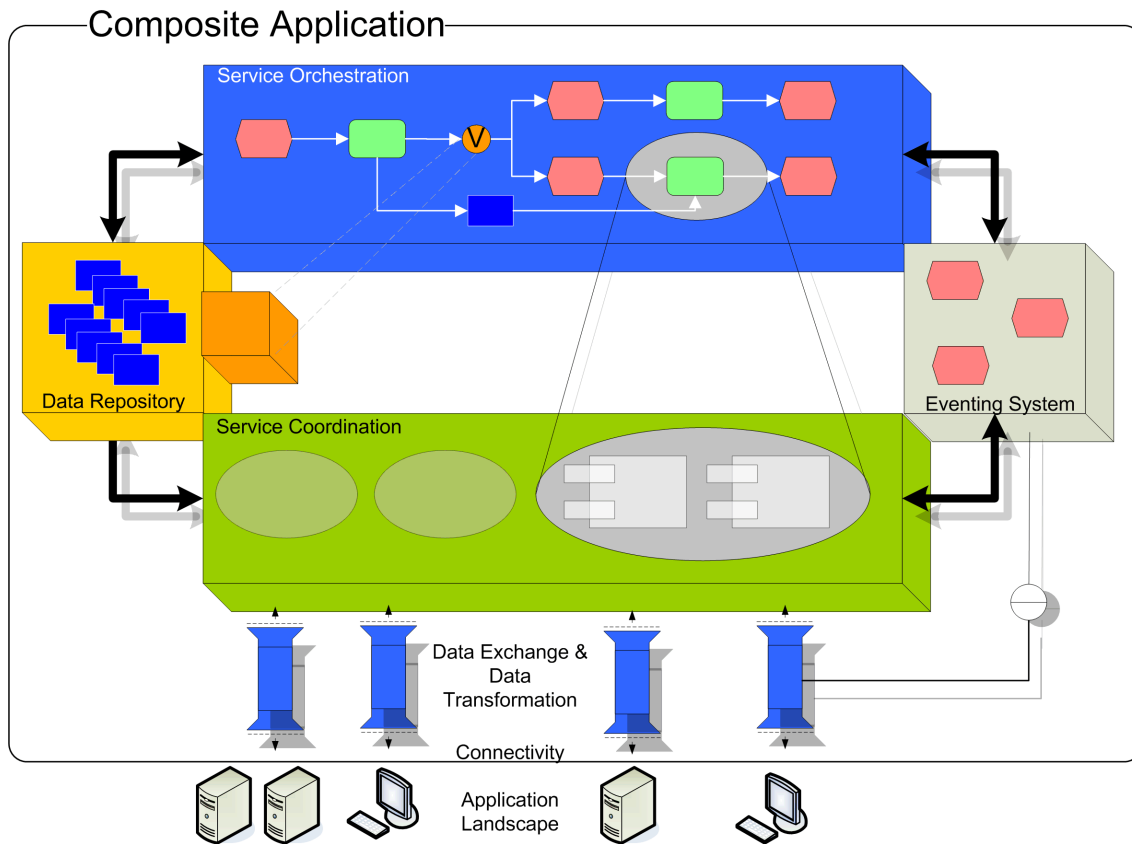 Composite Application
Service Orchestration
V
Data Repository
Eventing System
Service Coordination
Data Exchange &
Data
Transformation
Connectivity
Application
Landscape